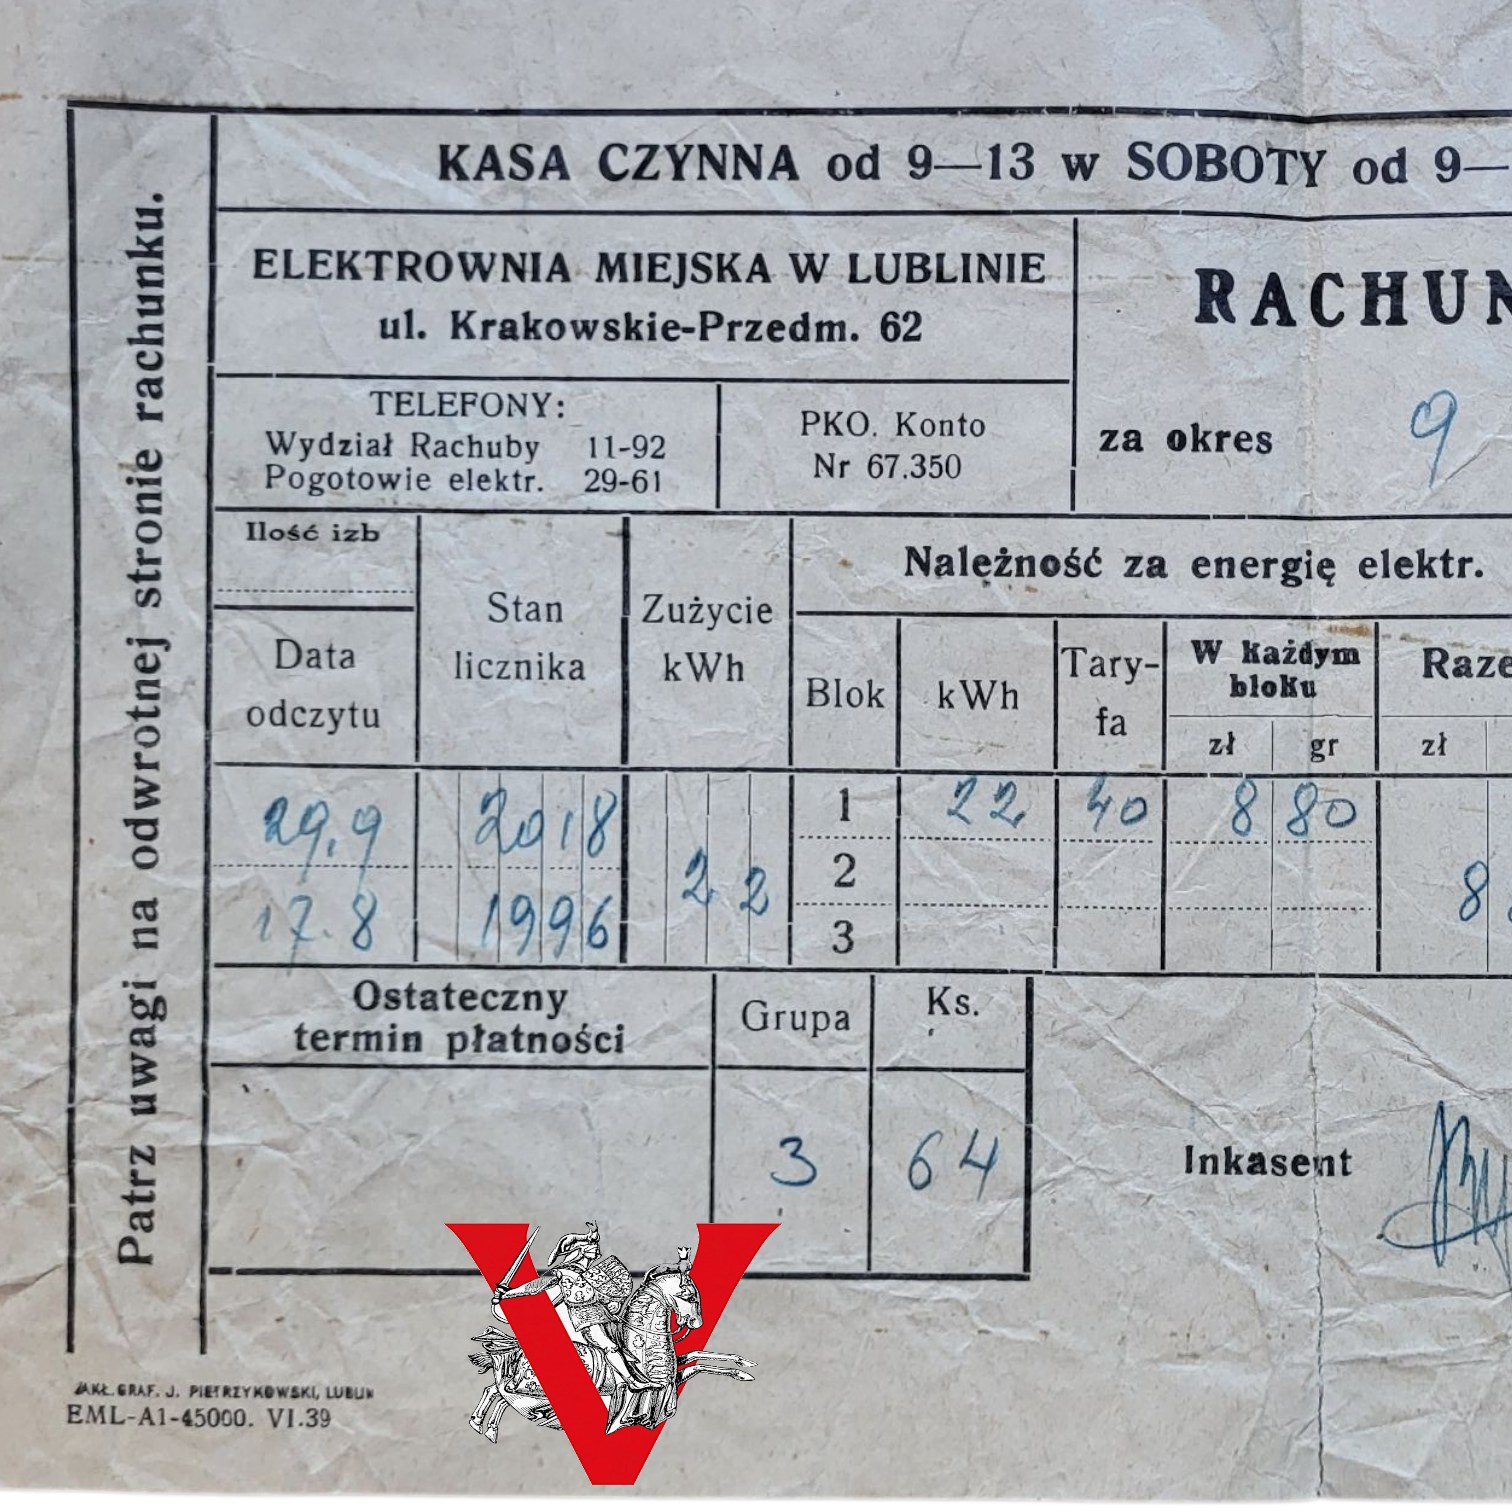 KASA CZYNNA od 9—13 w SOBOTY od 9—
ELEKTROWNIA MIEJSKA W LUBLINIE
ul. Krakowskie-Przedm. 62
RACHUN
za okres 9
TELEFONY:
Wydział Rachuby 11-92
Pogotowie elektr. 29-61
PKO. Konto
Nr 67.350
Ilość izb
Data
odczytu
Stan
licznika
Zużycie
kWh
Należność za energię elektr.
Blok
kWh
Tary-
fa
W każdym
bloku
zł gr
Raze
zł
29.9 2018
17.8 1996
22
1 22 40 8 80
2
3
8
Ostateczny
termin płatności
Grupa
Ks.
3
64
Inkasent
Patrz uwagi na odwrotnej stronie rachunku.
ZAKŁ. GRAF. J. PIETRZYKOWSKI, LUBLIN
EML-A1-45000. VI.39
V